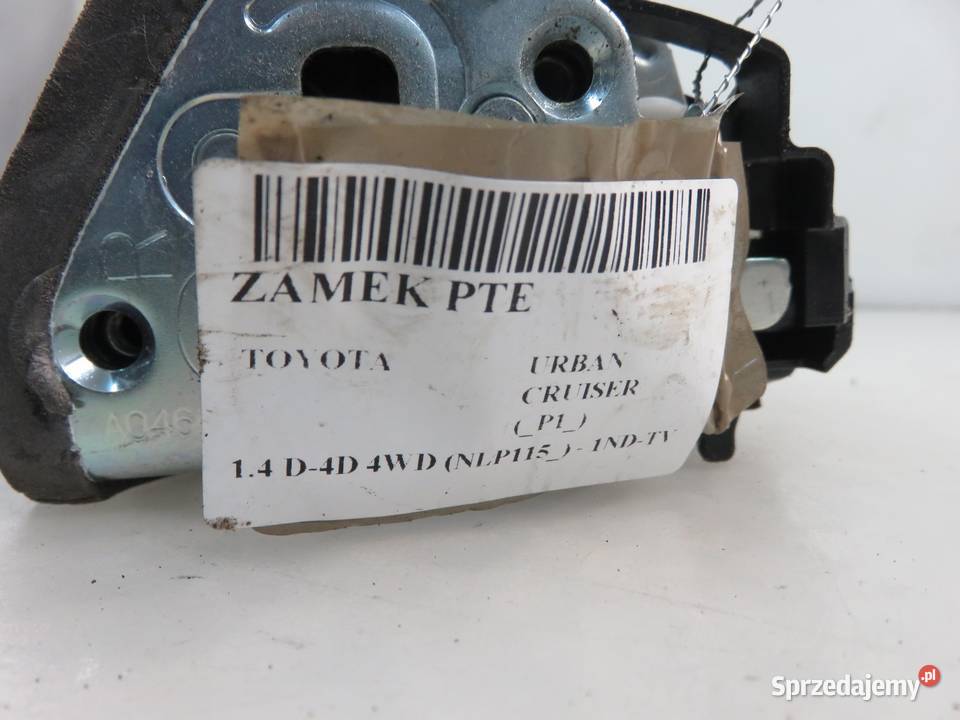 R
A046
ZAMEK PTE
TOYOTA
URBAN
CRUISER
(_P1_)
1.4 D-4D 4WD (NLP115_) - 1ND-TV
Sprzedajemy.pl